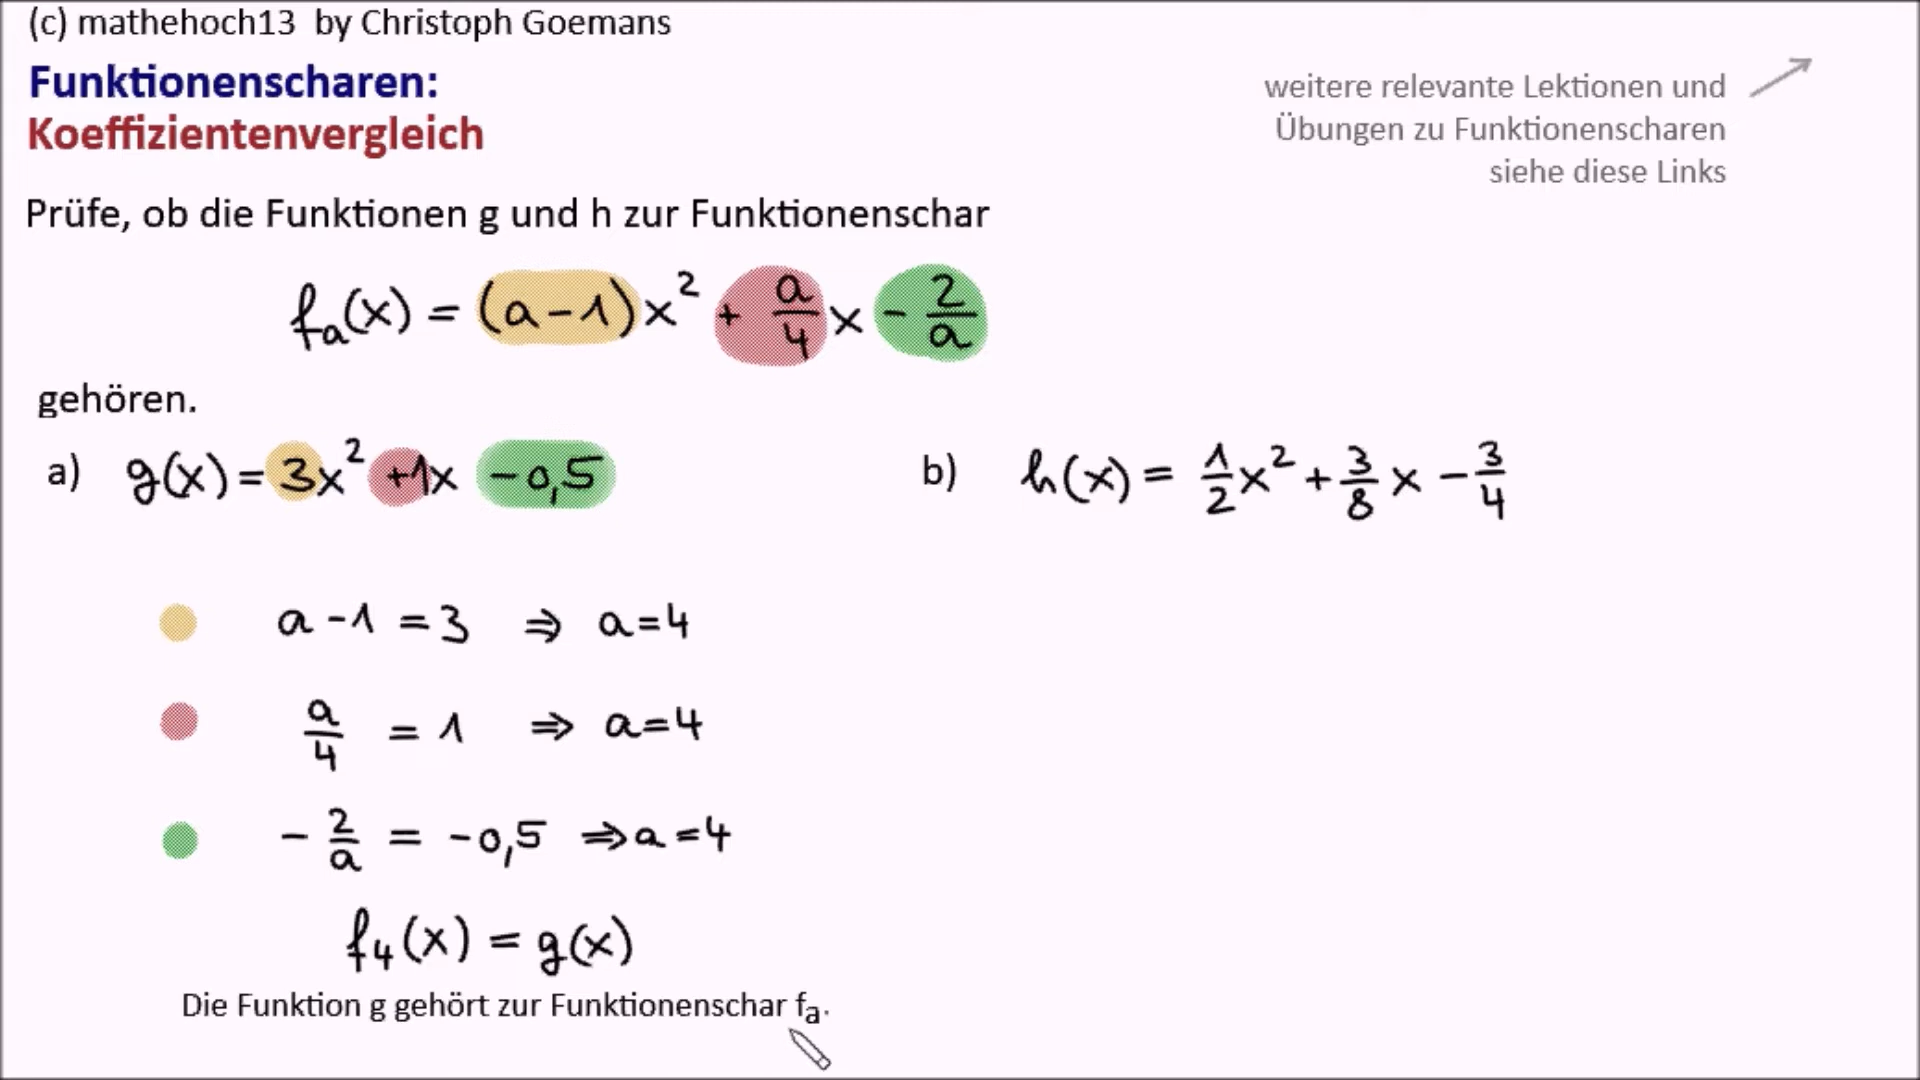 (c) mathehoch13 by Christoph Goemans
Funktionenscharen:
Koeffizientenvergleich
weitere relevante Lektionen und
Übungen zu Funktionenscharen
siehe diese Links
Prüfe, ob die Funktionen g und h zur Funktionenschar
fₐ(x) = (a-1)x² + a/4 x - 2/a
gehören.
a) g(x) = 3x² +1x -0,5
b) h(x) = 1/2 x² + 3/8 x - 3/4
a - 1 = 3 ⇒ a = 4
a/4 = 1 ⇒ a = 4
- 2/a = -0,5 ⇒ a = 4
f₄(x) = g(x)
Die Funktion g gehört zur Funktionenschar fₐ.